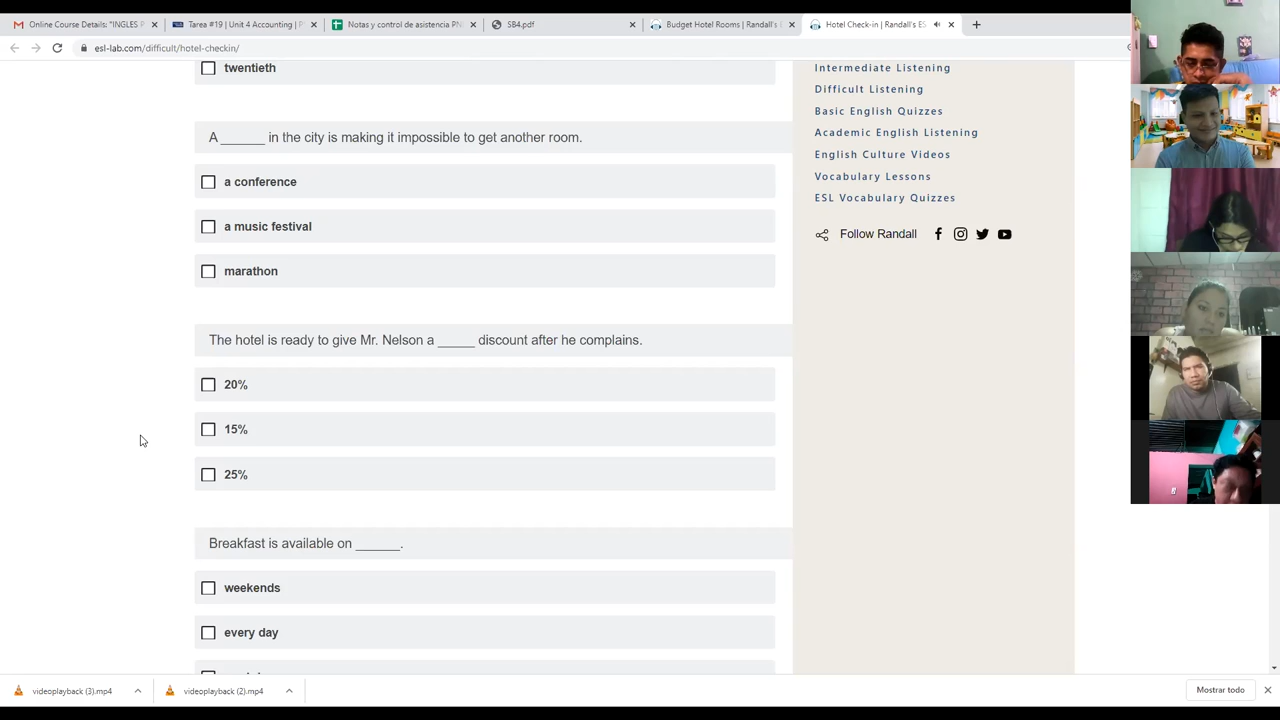 Online Course Details: "INGLES P
Tarea #19 | Unit 4 Accounting | P
Notas y control de asistencia PN
SB4.pdf
Budget Hotel Rooms | Randall's E
Hotel Check-in | Randall's ES
esl-lab.com/difficult/hotel-checkin/
twentieth
A ______ in the city is making it impossible to get another room.
a conference
a music festival
marathon
The hotel is ready to give Mr. Nelson a _____ discount after he complains.
20%
15%
25%
Breakfast is available on ______.
weekends
every day
Intermediate Listening
Difficult Listening
Basic English Quizzes
Academic English Listening
English Culture Videos
Vocabulary Lessons
ESL Vocabulary Quizzes
Follow Randall
videoplayback (3).mp4
videoplayback (2).mp4
Mostrar todo